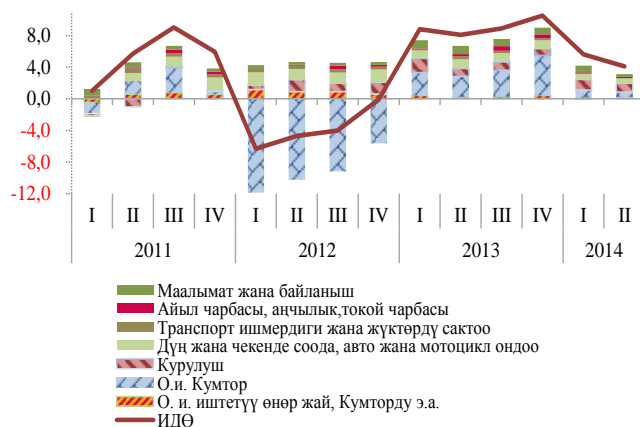 8,0
4,0
0,0
-4,0
-8,0
-12,0
I II III IV I II III IV I II III IV I II
2011 2012 2013 2014
Маалымат жана байланыш
Айыл чарбасы, аңчылык,токой чарбасы
Транспорт ишмердиги жана жүктөрдү сактоо
Дүң жана чекенде соода, авто жана мотоцикл ондоо
Курулуш
О.и. Кумтор
О. и. иштетүү өнөр жай, Кумторду э.а.
ИДӨ